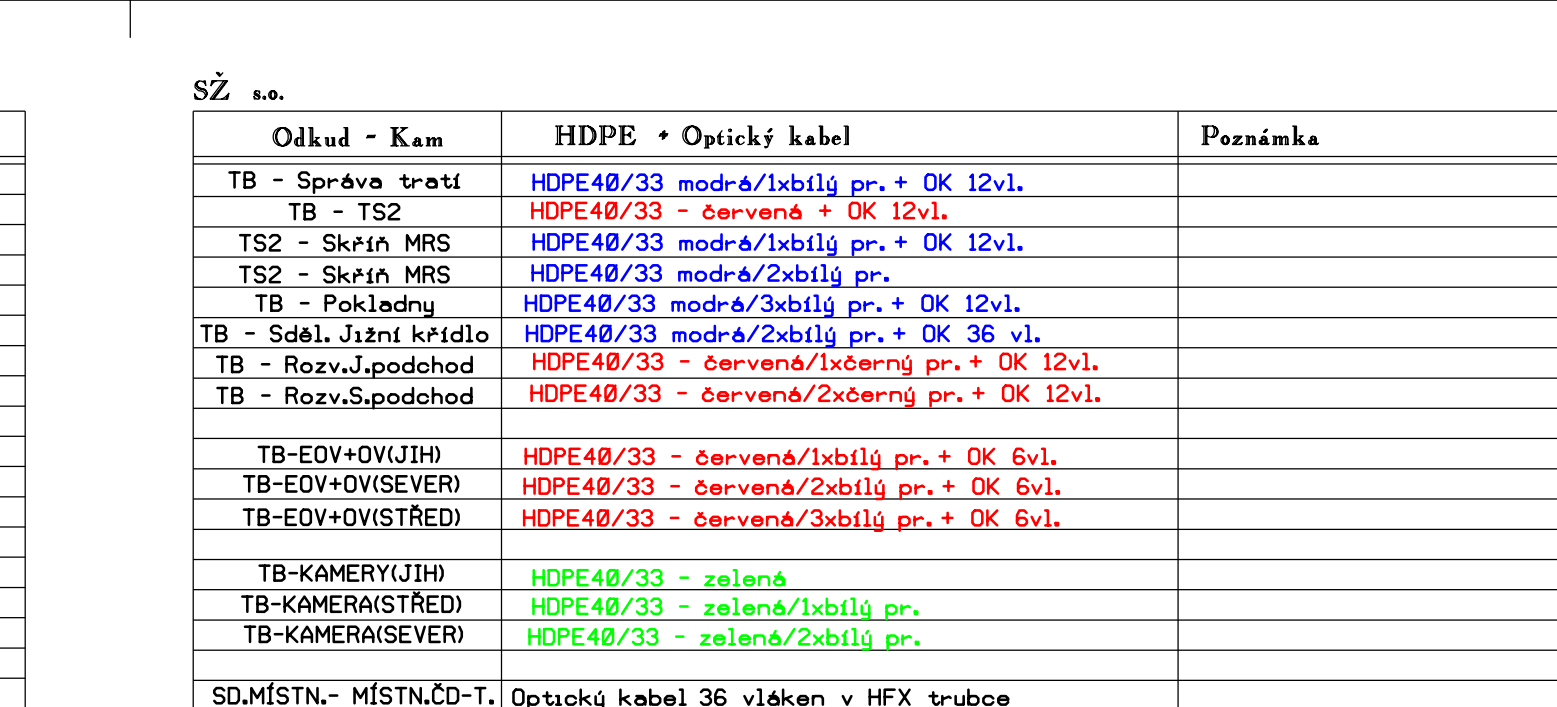 SŽ s.o.
Odkud - Kam HDPE + Optický kabel Poznámka
TB - Správa tratí HDPE40/33 modrá/1xbílý pr. + OK 12vl.
TB - TS2 HDPE40/33 - červená + OK 12vl.
TS2 - Skříň MRS HDPE40/33 modrá/1xbílý pr. + OK 12vl.
TS2 - Skříň MRS HDPE40/33 modrá/2xbílý pr.
TB - Pokladny HDPE40/33 modrá/3xbílý pr. + OK 12vl.
TB - Sděl. Jižní křídlo HDPE40/33 modrá/2xbílý pr. + OK 36 vl.
TB - Rozv.J.podchod HDPE40/33 - červená/1xčerný pr. + OK 12vl.
TB - Rozv.S.podchod HDPE40/33 - červená/2xčerný pr. + OK 12vl.
TB-EOV+OV(JIH) HDPE40/33 - červená/1xbílý pr. + OK 6vl.
TB-EOV+OV(SEVER) HDPE40/33 - červená/2xbílý pr. + OK 6vl.
TB-EOV+OV(STŘED) HDPE40/33 - červená/3xbílý pr. + OK 6vl.
TB-KAMERY(JIH) HDPE40/33 - zelená
TB-KAMERA(STŘED) HDPE40/33 - zelená/1xbílý pr.
TB-KAMERA(SEVER) HDPE40/33 - zelená/2xbílý pr.
SD.MÍSTN.- MÍSTN.ČD-T. Optický kabel 36 vláken v HFX trubce